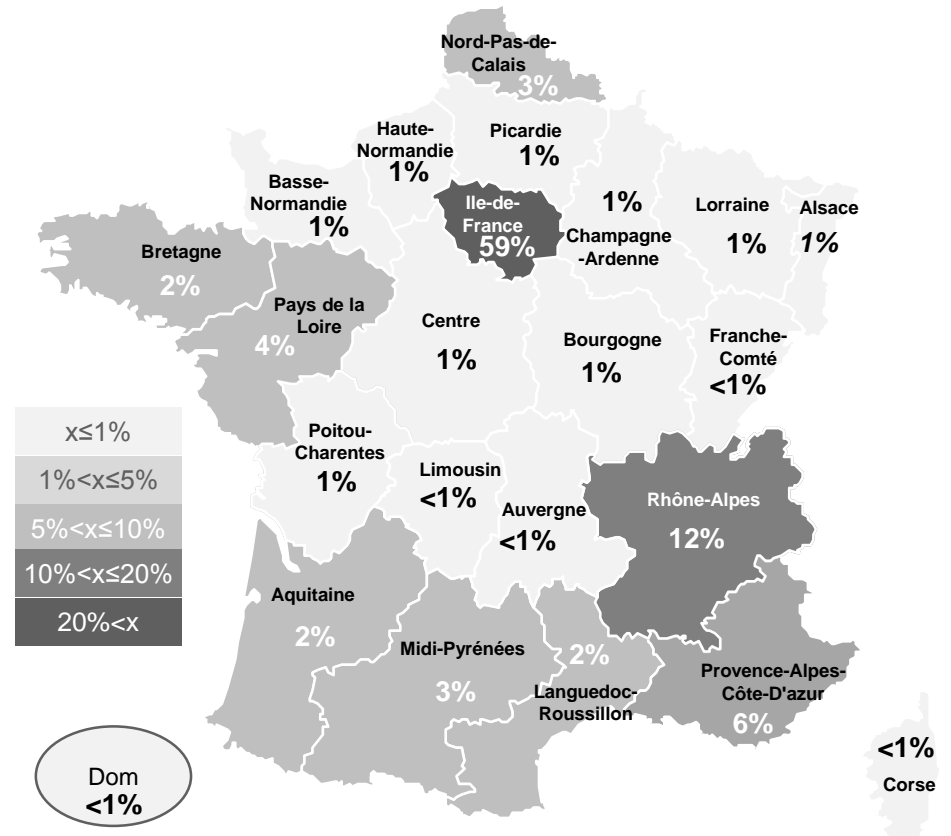 Nord-Pas-de-
Calais
3%
Haute-
Normandie
1%
Picardie
1%
Basse-
Normandie
1%
Ile-de-
France
59%
1%
Champagne
-Ardenne
Lorraine
1%
Alsace
1%
Bretagne
2%
Pays de la
Loire
4%
Centre
1%
Bourgogne
1%
Franche-
Comté
<1%
x≤1%
1%<x≤5%
5%<x≤10%
10%<x≤20%
20%<x
Poitou-
Charentes
1%
Limousin
<1%
Auvergne
<1%
Rhône-Alpes
12%
Aquitaine
2%
Midi-Pyrénées
3%
2%
Languedoc-
Roussillon
Provence-Alpes-
Côte-D'azur
6%
Dom
<1%
<1%
Corse